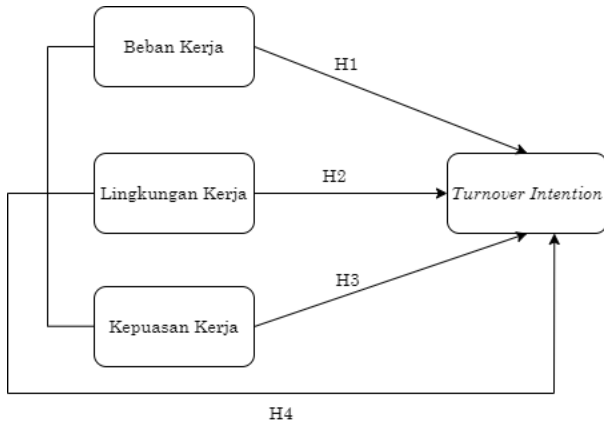 Beban Kerja
H1
Lingkungan Kerja
H2
Turnover Intention
Kepuasan Kerja
H3
H4